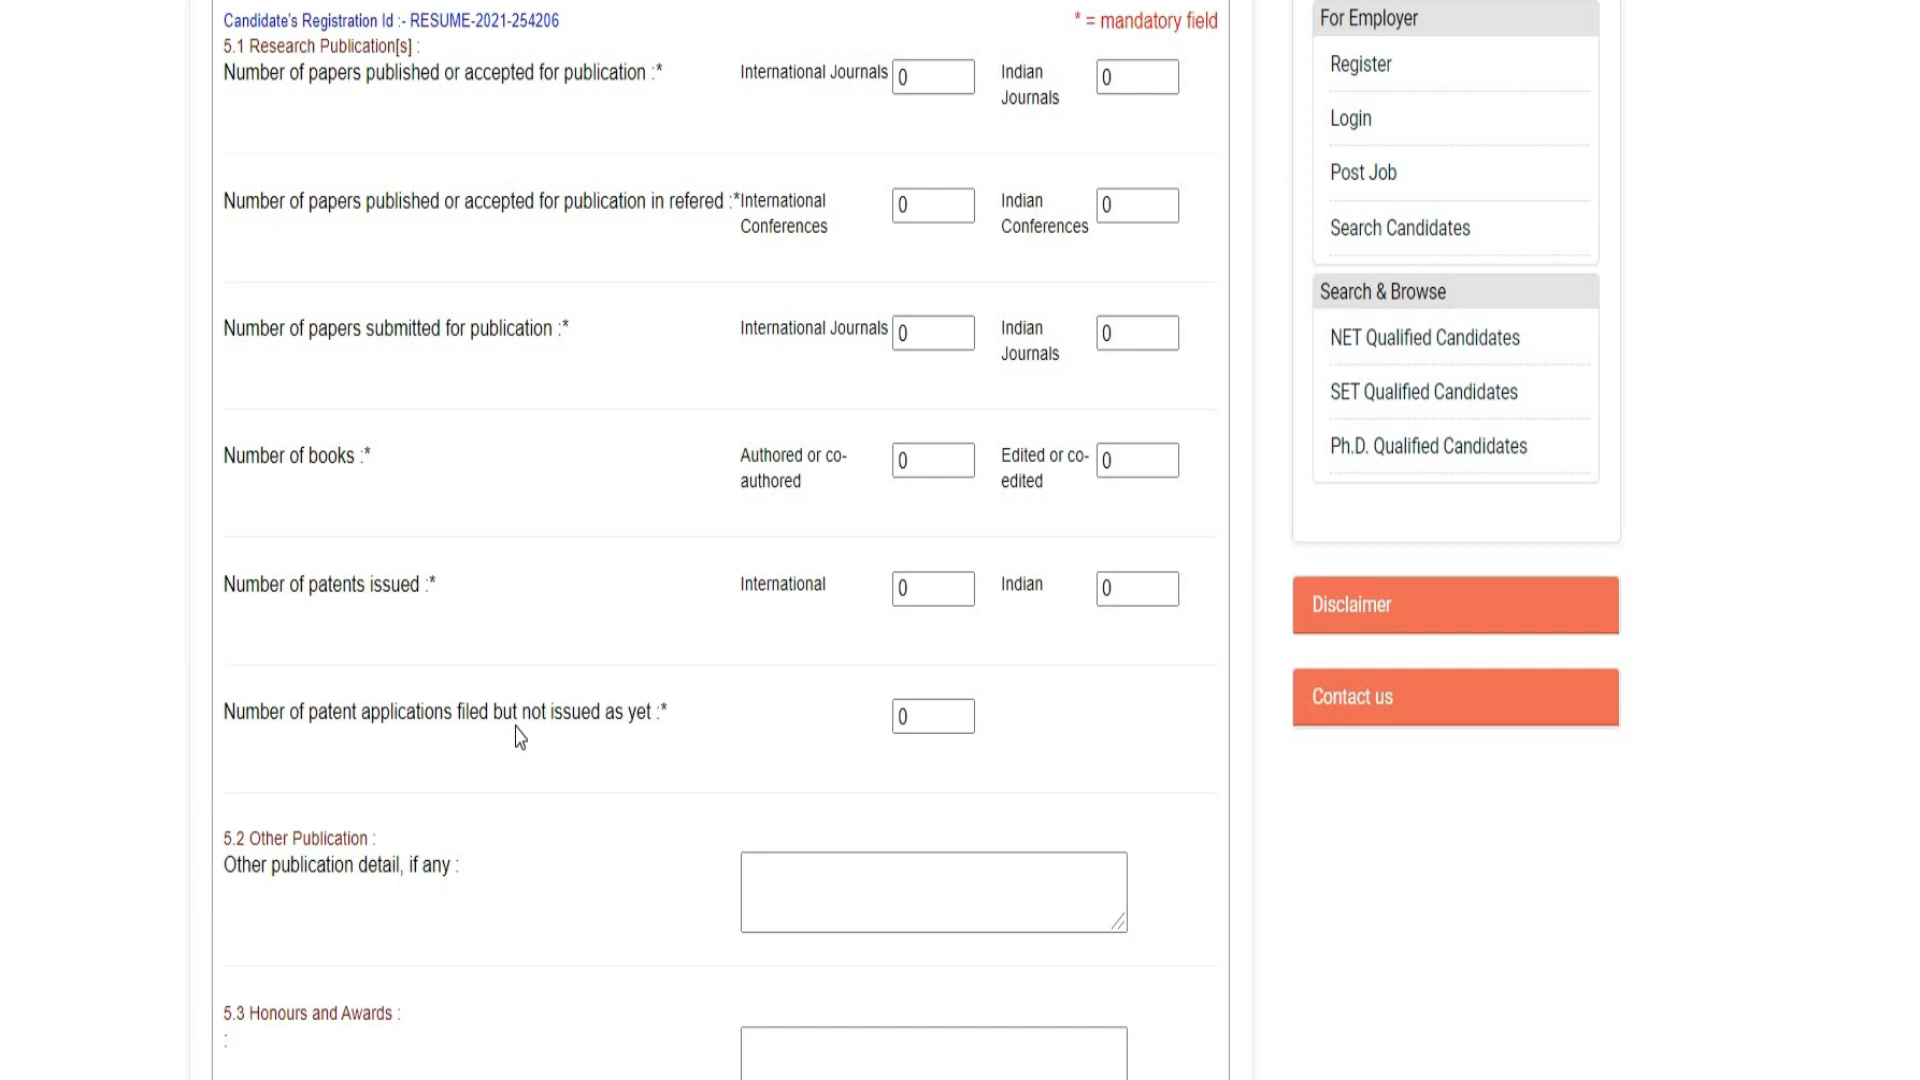 Candidate's Registration Id :- RESUME-2021-254206
* = mandatory field
5.1 Research Publication[s] :
Number of papers published or accepted for publication :*
International Journals 0
Indian Journals 0
Number of papers published or accepted for publication in refered :*
International Conferences 0
Indian Conferences 0
Number of papers submitted for publication :*
International Journals 0
Indian Journals 0
Number of books :*
Authored or co-authored 0
Edited or co-edited 0
Number of patents issued :*
International 0
Indian 0
Number of patent applications filed but not issued as yet :*
0
5.2 Other Publication :
Other publication detail, if any :
5.3 Honours and Awards :
:
For Employer
Register
Login
Post Job
Search Candidates
Search & Browse
NET Qualified Candidates
SET Qualified Candidates
Ph.D. Qualified Candidates
Disclaimer
Contact us